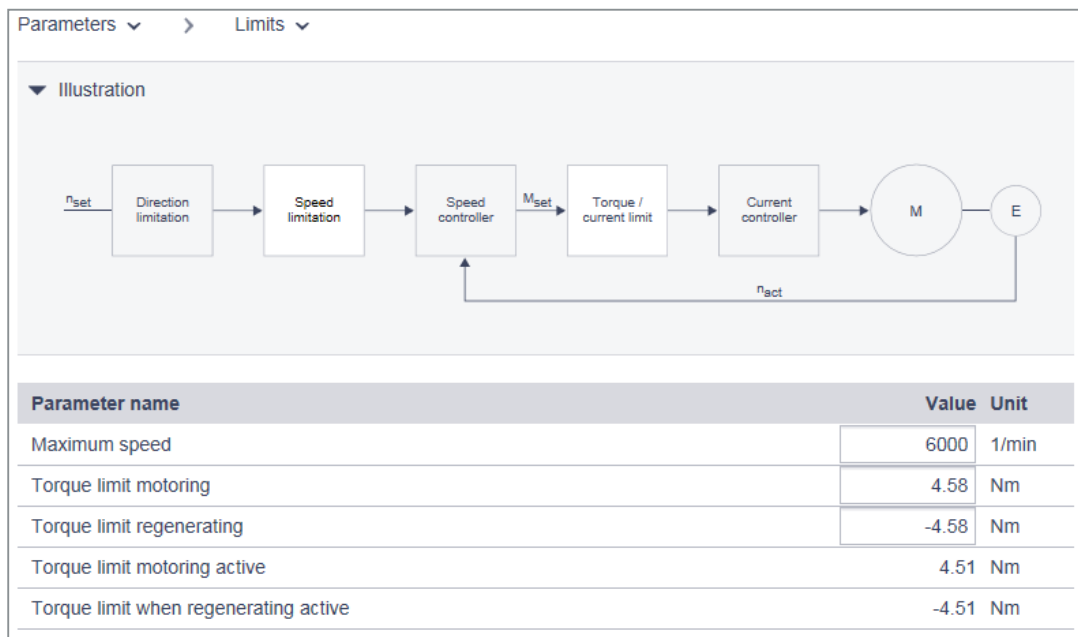 Parameters Limits
Illustration
nset
Direction
limitation
Speed
limitation
Speed
controller
Mset
Torque /
current limit
Current
controller
M
E
nact
Parameter name Value Unit
Maximum speed 6000 1/min
Torque limit motoring 4.58 Nm
Torque limit regenerating -4.58 Nm
Torque limit motoring active 4.51 Nm
Torque limit when regenerating active -4.51 Nm